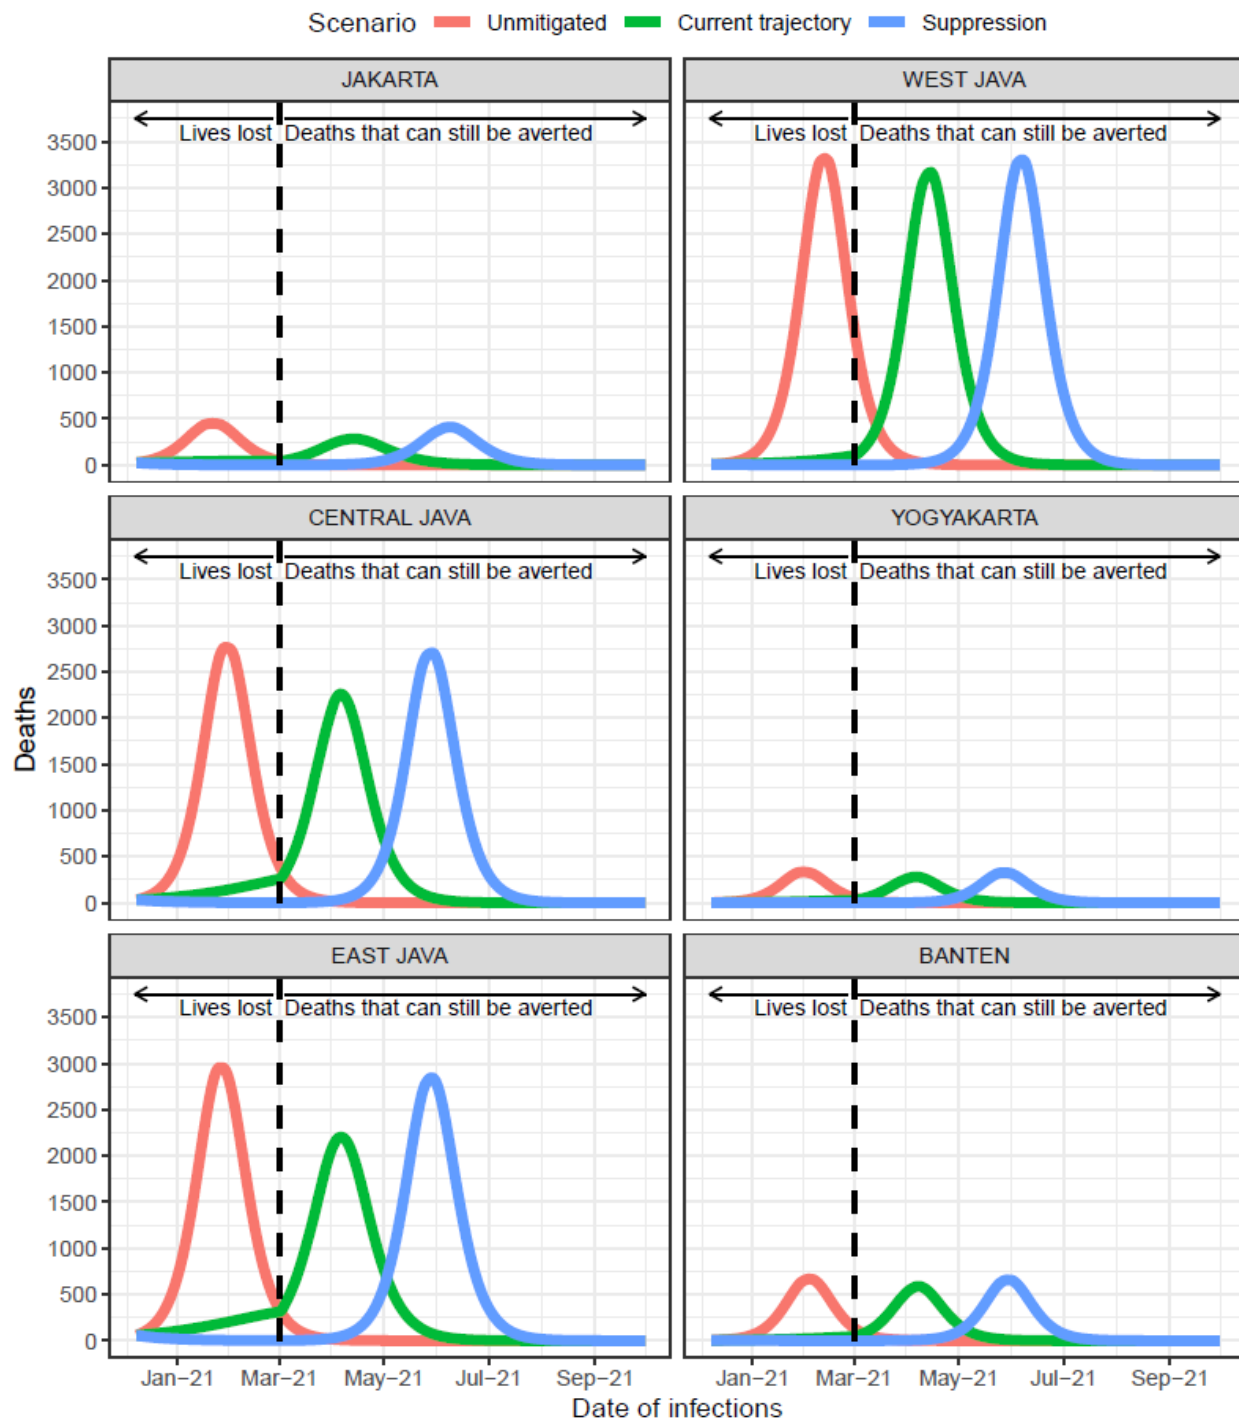 Scenario Unmitigated Current trajectory Suppression
JAKARTA
WEST JAVA
Lives lost Deaths that can still be averted
Lives lost Deaths that can still be averted
3500
3000
2500
2000
1500
1000
500
0
CENTRAL JAVA
YOGYAKARTA
Lives lost Deaths that can still be averted
Lives lost Deaths that can still be averted
3500
3000
2500
2000
1500
1000
500
0
Deaths
EAST JAVA
BANTEN
Lives lost Deaths that can still be averted
Lives lost Deaths that can still be averted
3500
3000
2500
2000
1500
1000
500
0
Jan−21 Mar−21 May−21 Jul−21 Sep−21
Jan−21 Mar−21 May−21 Jul−21 Sep−21
Date of infections